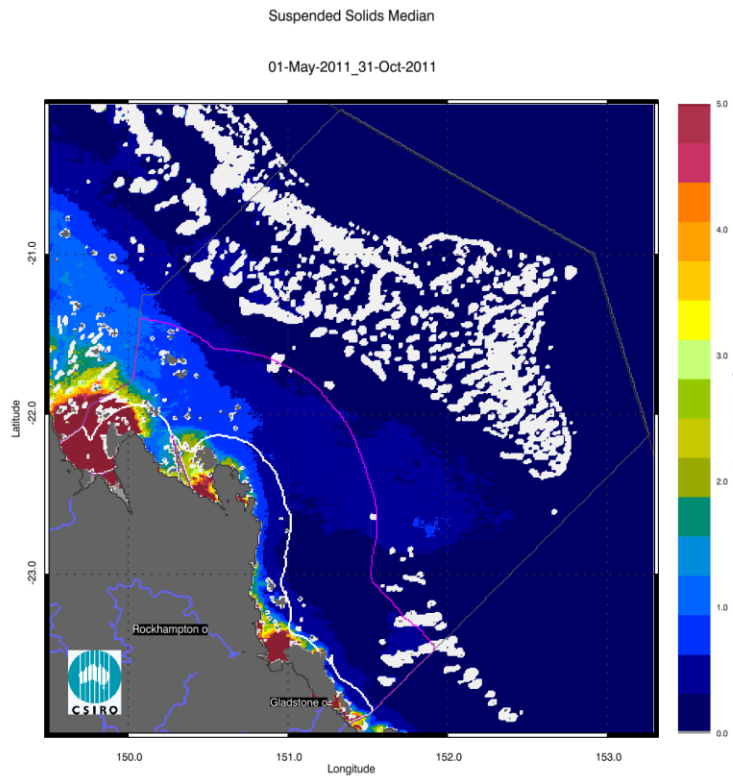 Suspended Solids Median
01-May-2011_31-Oct-2011
5.0
4.0
3.0
2.0
1.0
0.0
Latitude
-21.0
-22.0
-23.0
Rockhampton o
Gladstone o
CSIRO
150.0 151.0 152.0 153.0
Longitude